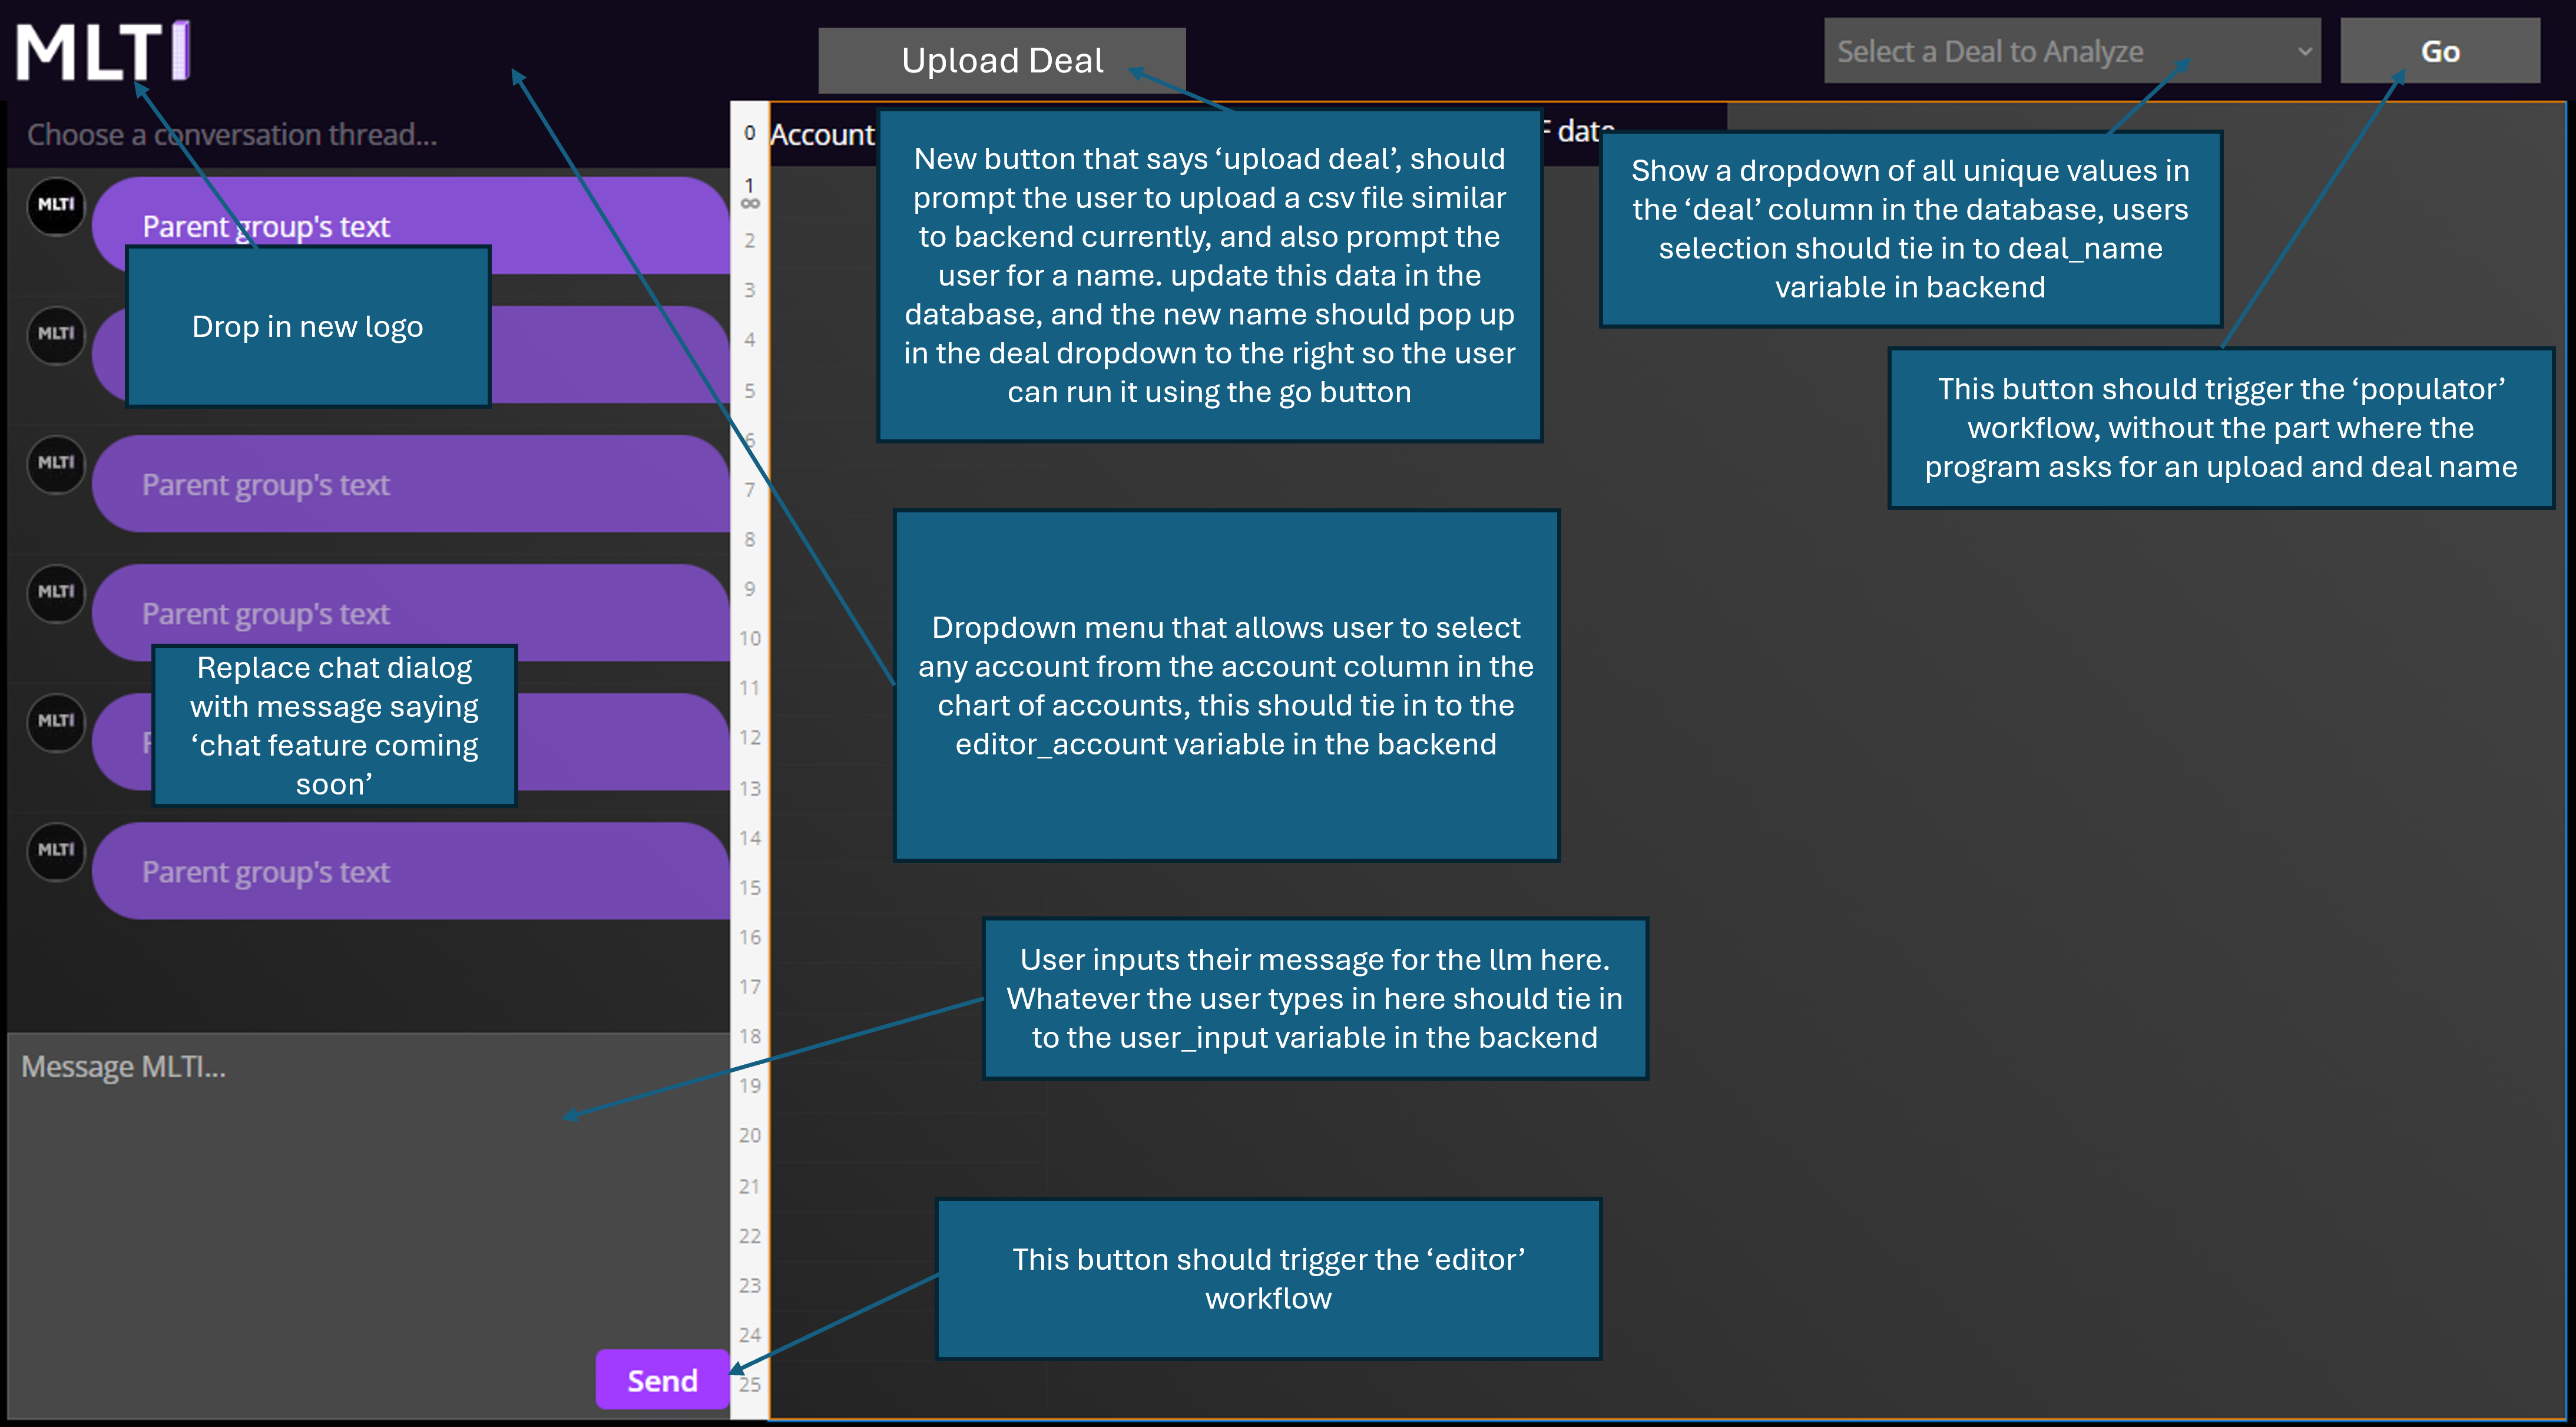 MLTI
Upload Deal
Select a Deal to Analyze
Go
Choose a conversation thread...
0
Account
F date
New button that says ‘upload deal’, should
prompt the user to upload a csv file similar
to backend currently, and also prompt the
user for a name. update this data in the
database, and the new name should pop up
in the deal dropdown to the right so the user
can run it using the go button
Show a dropdown of all unique values in
the ‘deal’ column in the database, users
selection should tie in to deal_name
variable in backend
This button should trigger the ‘populator’
workflow, without the part where the
program asks for an upload and deal name
MLTI
Parent group's text
Drop in new logo
MLTI
MLTI
Parent group's text
MLTI
Parent group's text
Replace chat dialog
with message saying
‘chat feature coming
soon’
MLTI
MLTI
Parent group's text
1
∞
2
3
4
5
6
7
8
9
10
11
12
13
14
15
16
17
18
19
20
21
22
23
24
25
Dropdown menu that allows user to select
any account from the account column in the
chart of accounts, this should tie in to the
editor_account variable in the backend
User inputs their message for the llm here.
Whatever the user types in here should tie in
to the user_input variable in the backend
Message MLTI...
This button should trigger the ‘editor’
workflow
Send